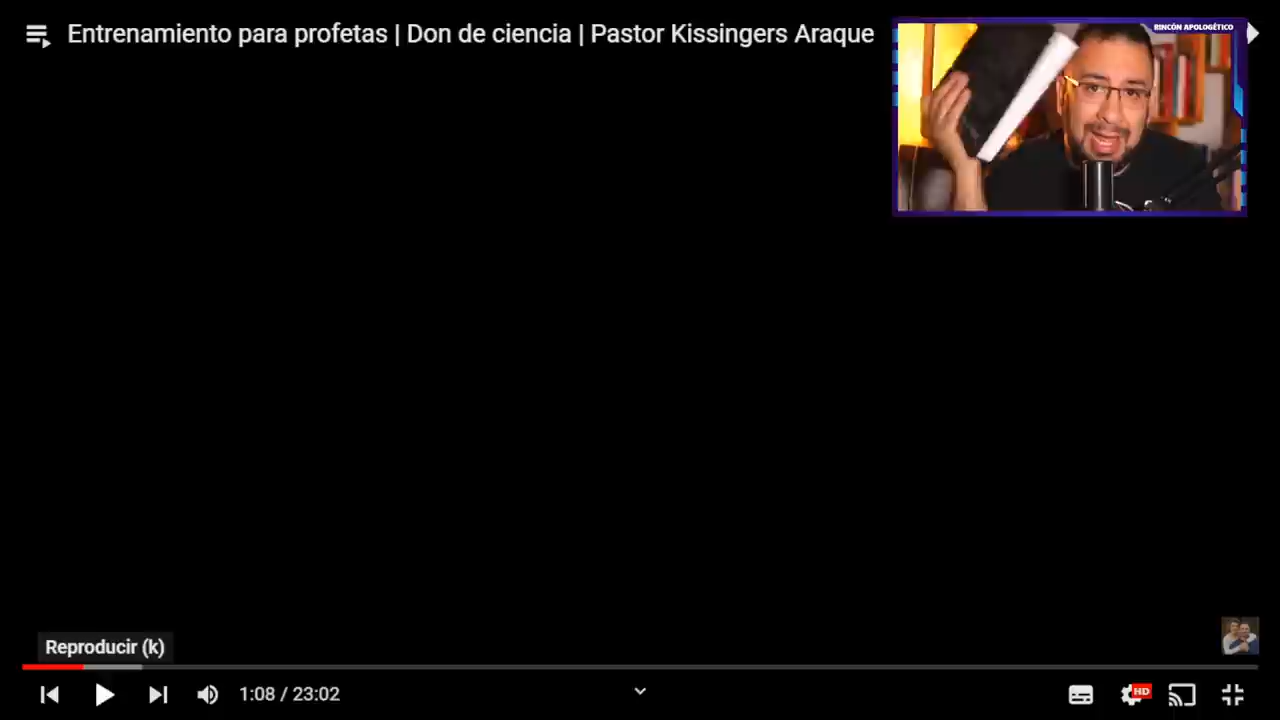 Entrenamiento para profetas | Don de ciencia | Pastor Kissingers Araque
RINCÓN APOLOGÉTICO
Reproducir (k)
1:08 / 23:02
HD